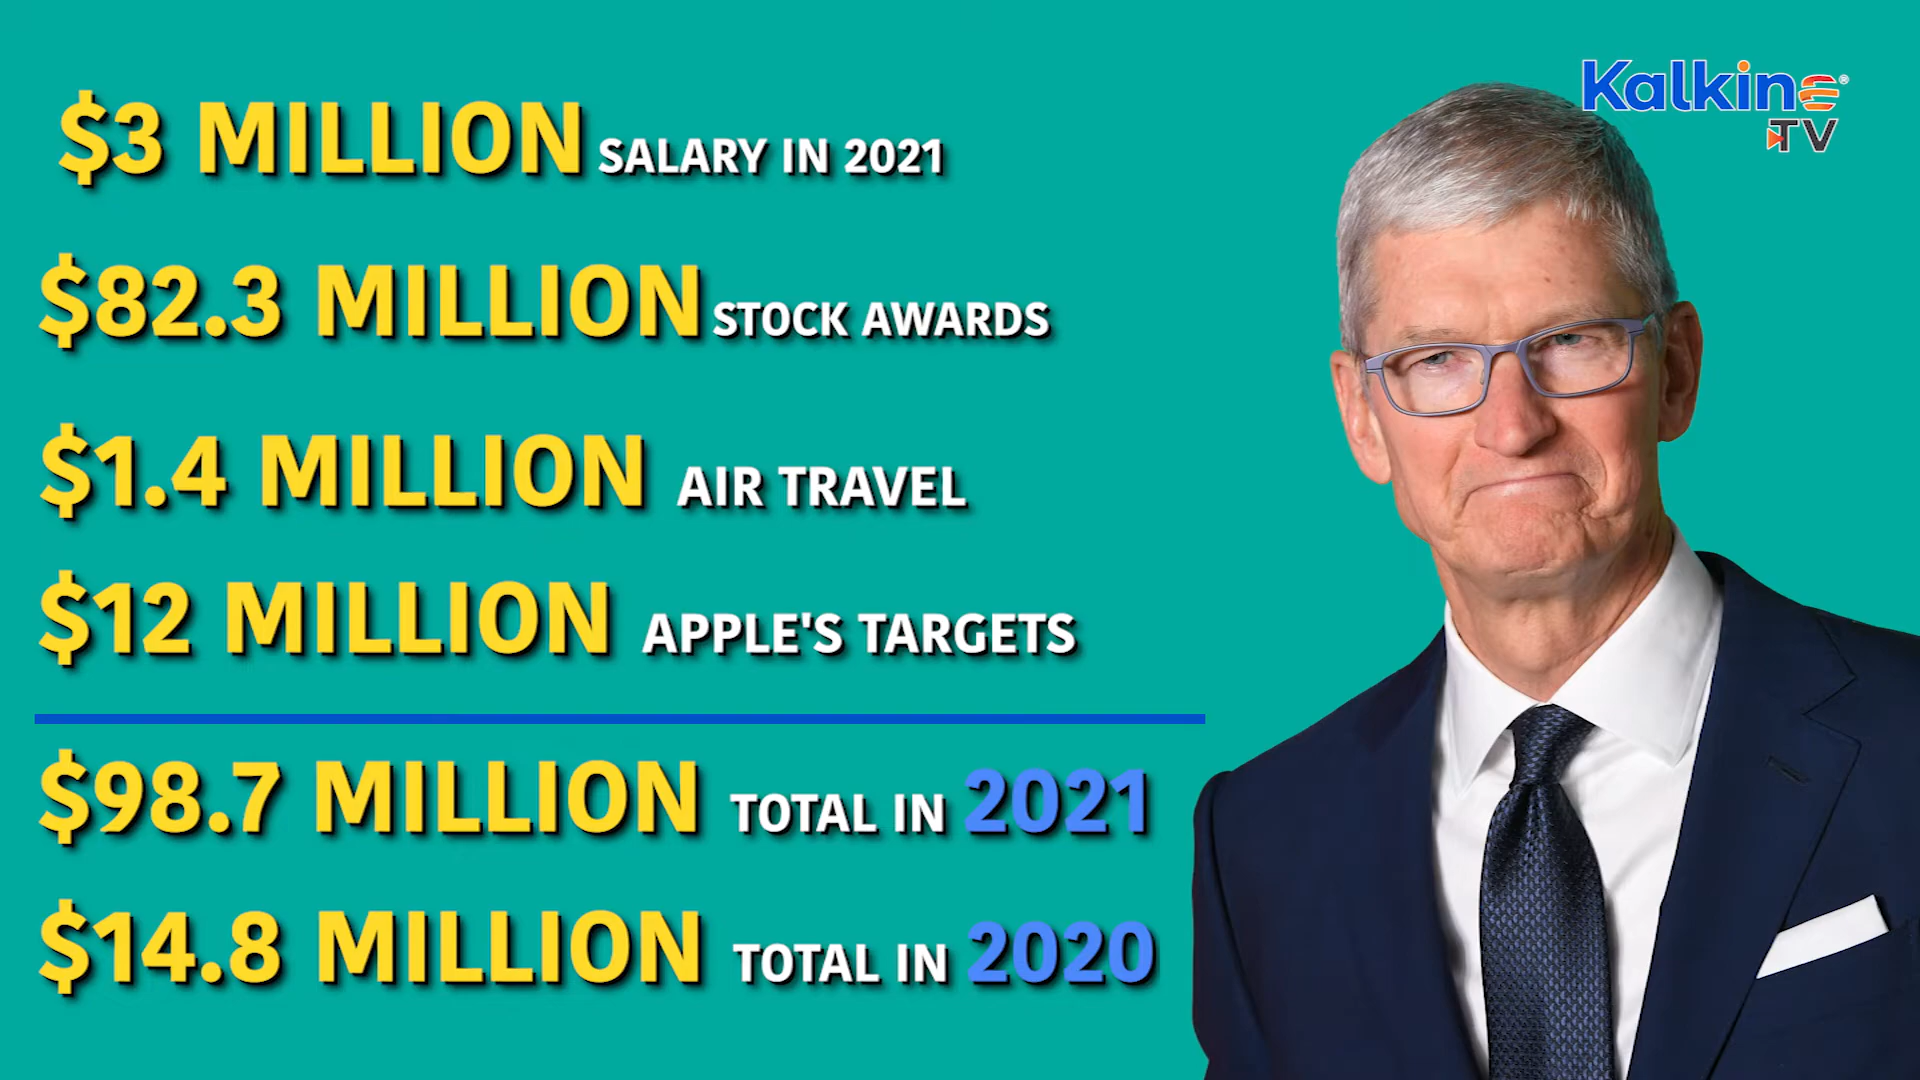 Kalkine®
TV
$3 MILLION SALARY IN 2021
$82.3 MILLION STOCK AWARDS
$1.4 MILLION AIR TRAVEL
$12 MILLION APPLE'S TARGETS
$98.7 MILLION TOTAL IN 2021
$14.8 MILLION TOTAL IN 2020